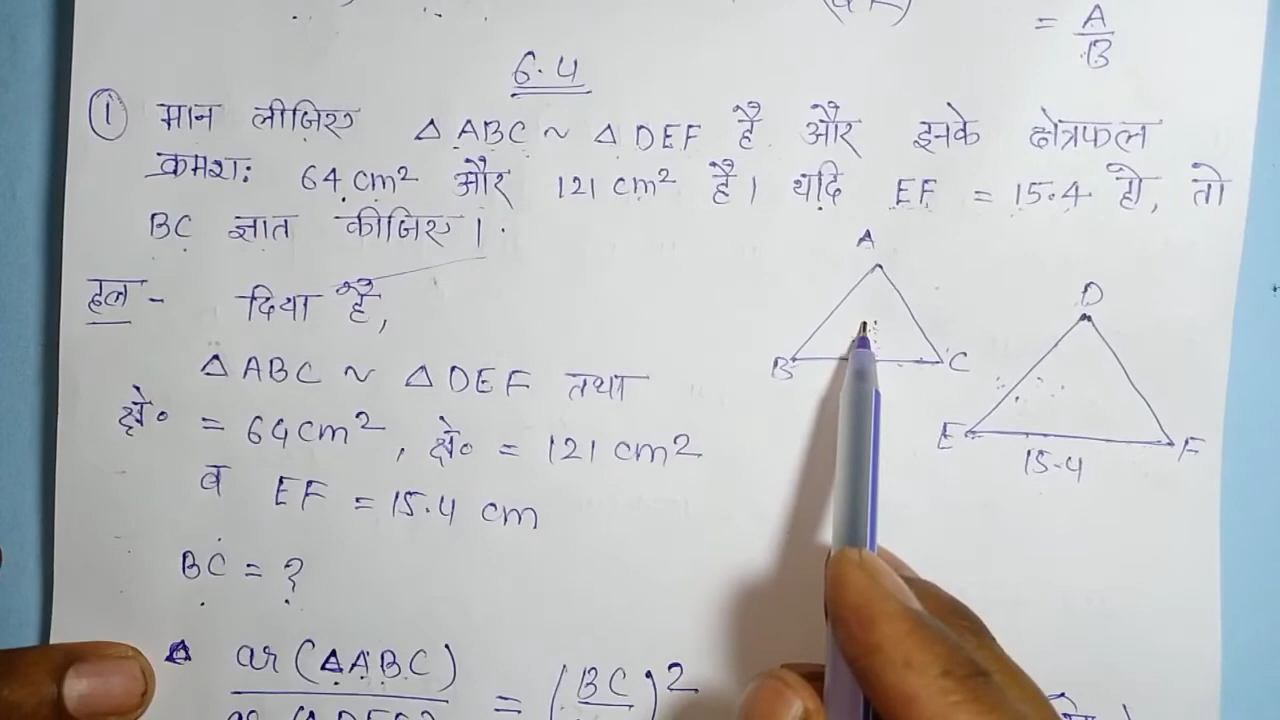 = A
B
6.4
① मान लीजिए △ ABC ~ △ DEF है और इनके क्षेत्रफल
क्रमश: 64 cm² और 121 cm² है। यदि EF = 15.4 हो, तो
BC ज्ञात कीजिए।
A
D
B
C
E
F
15.4
हल - दिया है,
△ ABC ~ △ DEF तथा
क्षे० = 64cm², क्षे० = 121 cm²
व EF = 15.4 cm
BC = ?
ar (△ABC) = (BC)²